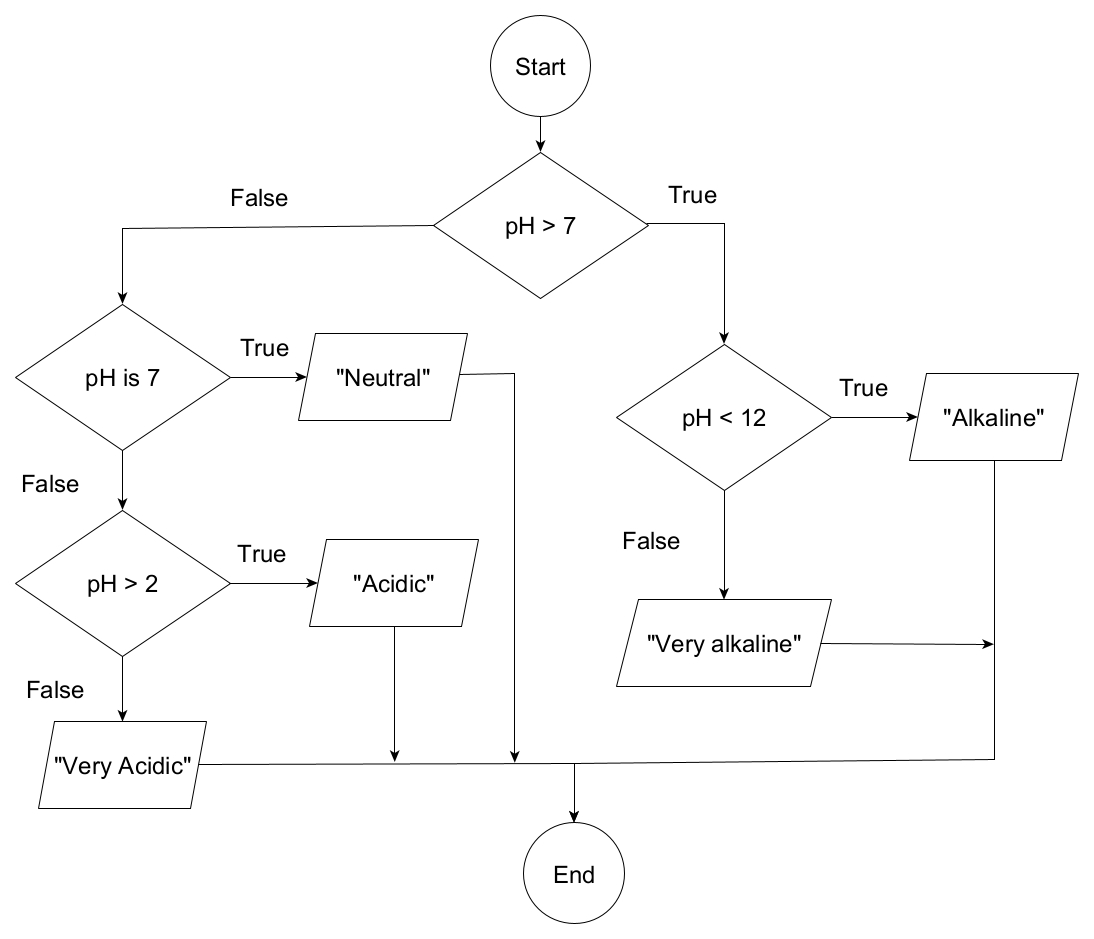 Start
False
True
pH > 7
pH is 7
True
"Neutral"
pH < 12
True
"Alkaline"
False
False
pH > 2
True
"Acidic"
"Very alkaline"
False
"Very Acidic"
End